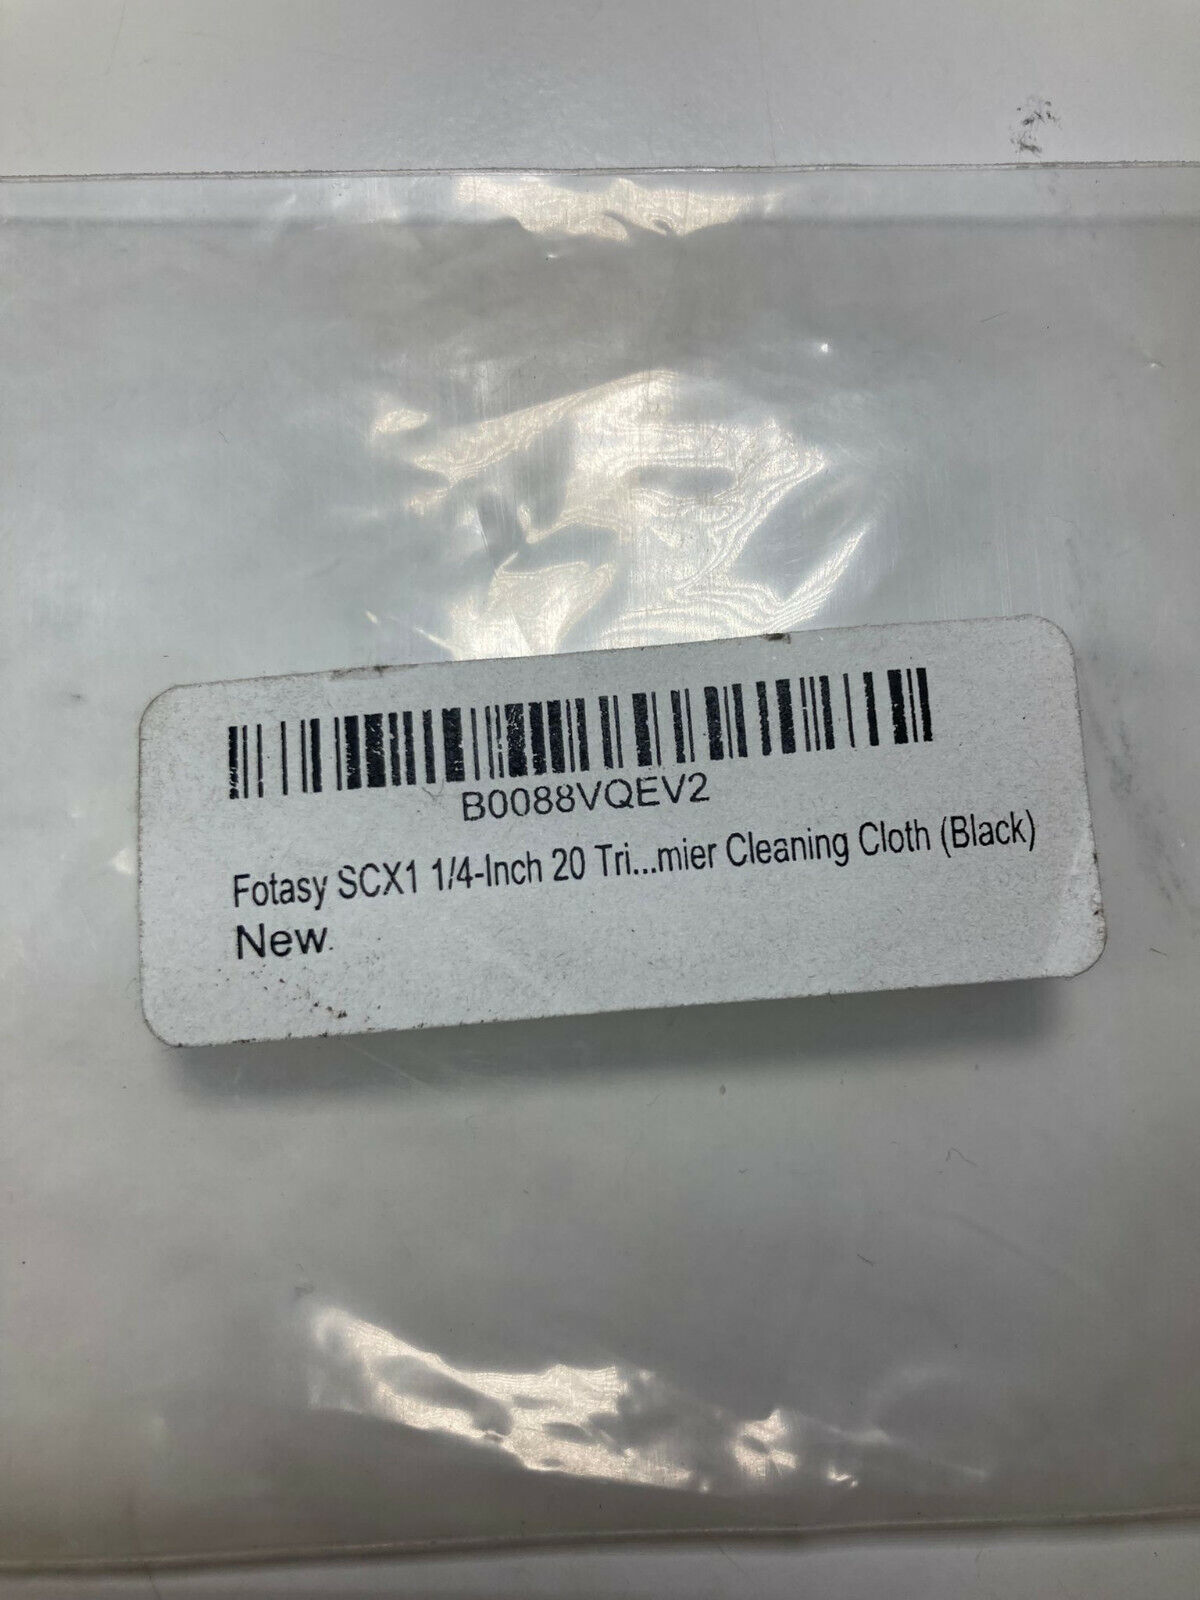 B0088VQEV2
Fotasy SCX1 1/4-Inch 20 Tri...mier Cleaning Cloth (Black)
New